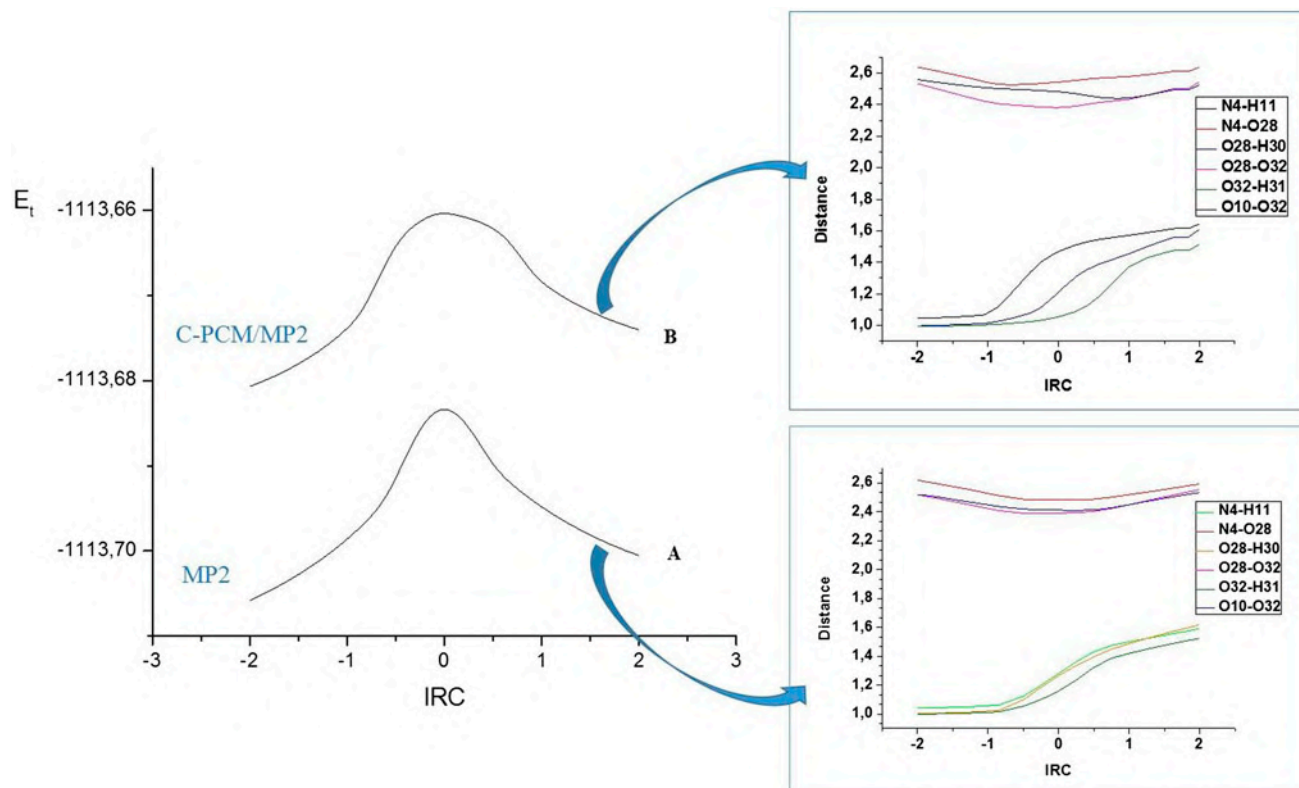 E_t
-1113,66
-1113,68
-1113,70
C-PCM/MP2
MP2
B
A
-3 -2 -1 0 1 2 3
IRC
2,6
2,4
2,2
2,0
1,8
1,6
1,4
1,2
1,0
Distance
N4-H11
N4-O28
O28-H30
O28-O32
O32-H31
O10-O32
-2 -1 0 1 2
IRC
2,6
2,4
2,2
2,0
1,8
1,6
1,4
1,2
1,0
Distance
N4-H11
N4-O28
O28-H30
O28-O32
O32-H31
O10-O32
-2 -1 0 1 2
IRC